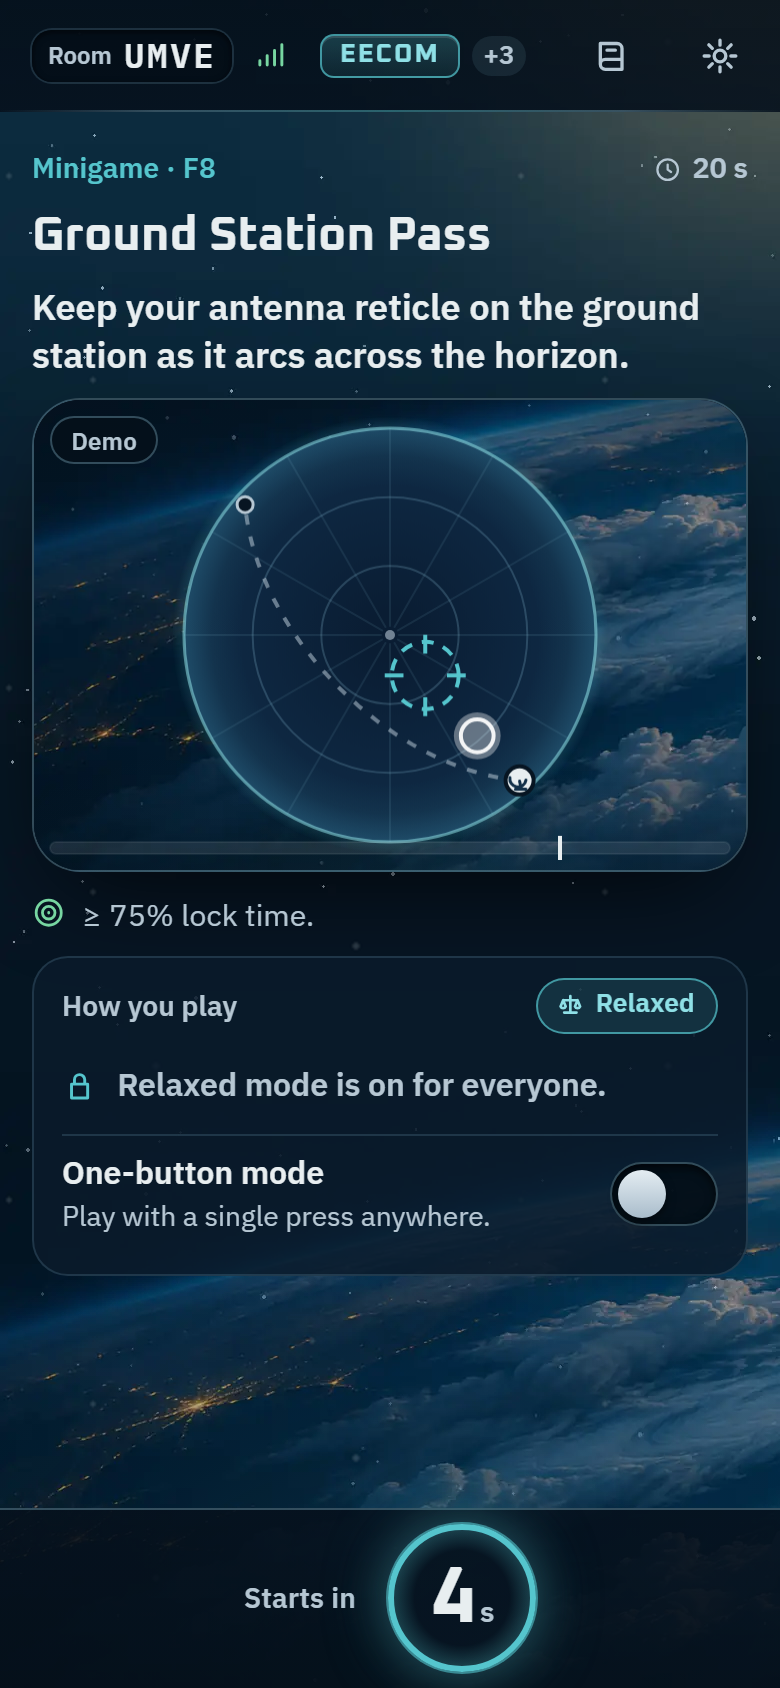 Room UMVE EECOM +3
Minigame · F8
20 s
Ground Station Pass
Keep your antenna reticle on the ground
station as it arcs across the horizon.
Demo
≥ 75% lock time.
How you play
Relaxed
Relaxed mode is on for everyone.
One-button mode
Play with a single press anywhere.
Starts in
4 s